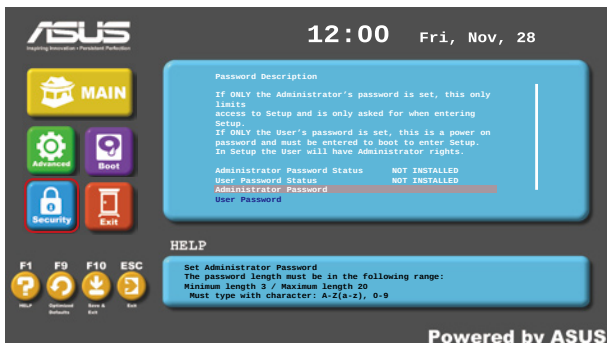 ASUS
Inspiring Innovation • Persistent Perfection
12:00 Fri, Nov, 28
MAIN
Advanced
Boot
Security
Exit
Password Description
If ONLY the Administrator's password is set, this only
limits
access to Setup and is only asked for when entering
Setup.
If ONLY the User's password is set, this is a power on
password and must be entered to boot to enter Setup.
In Setup the User will have Administrator rights.
Administrator Password Status NOT INSTALLED
User Password Status NOT INSTALLED
Administrator Password
User Password
HELP
Set Administrator Password
The password length must be in the following range:
Minimum length 3 / Maximum length 20
Must type with character: A-Z(a-z), 0-9
F1 F9 F10 ESC
HELP Optimized Save & Exit
Defaults Exit
Powered by ASUS